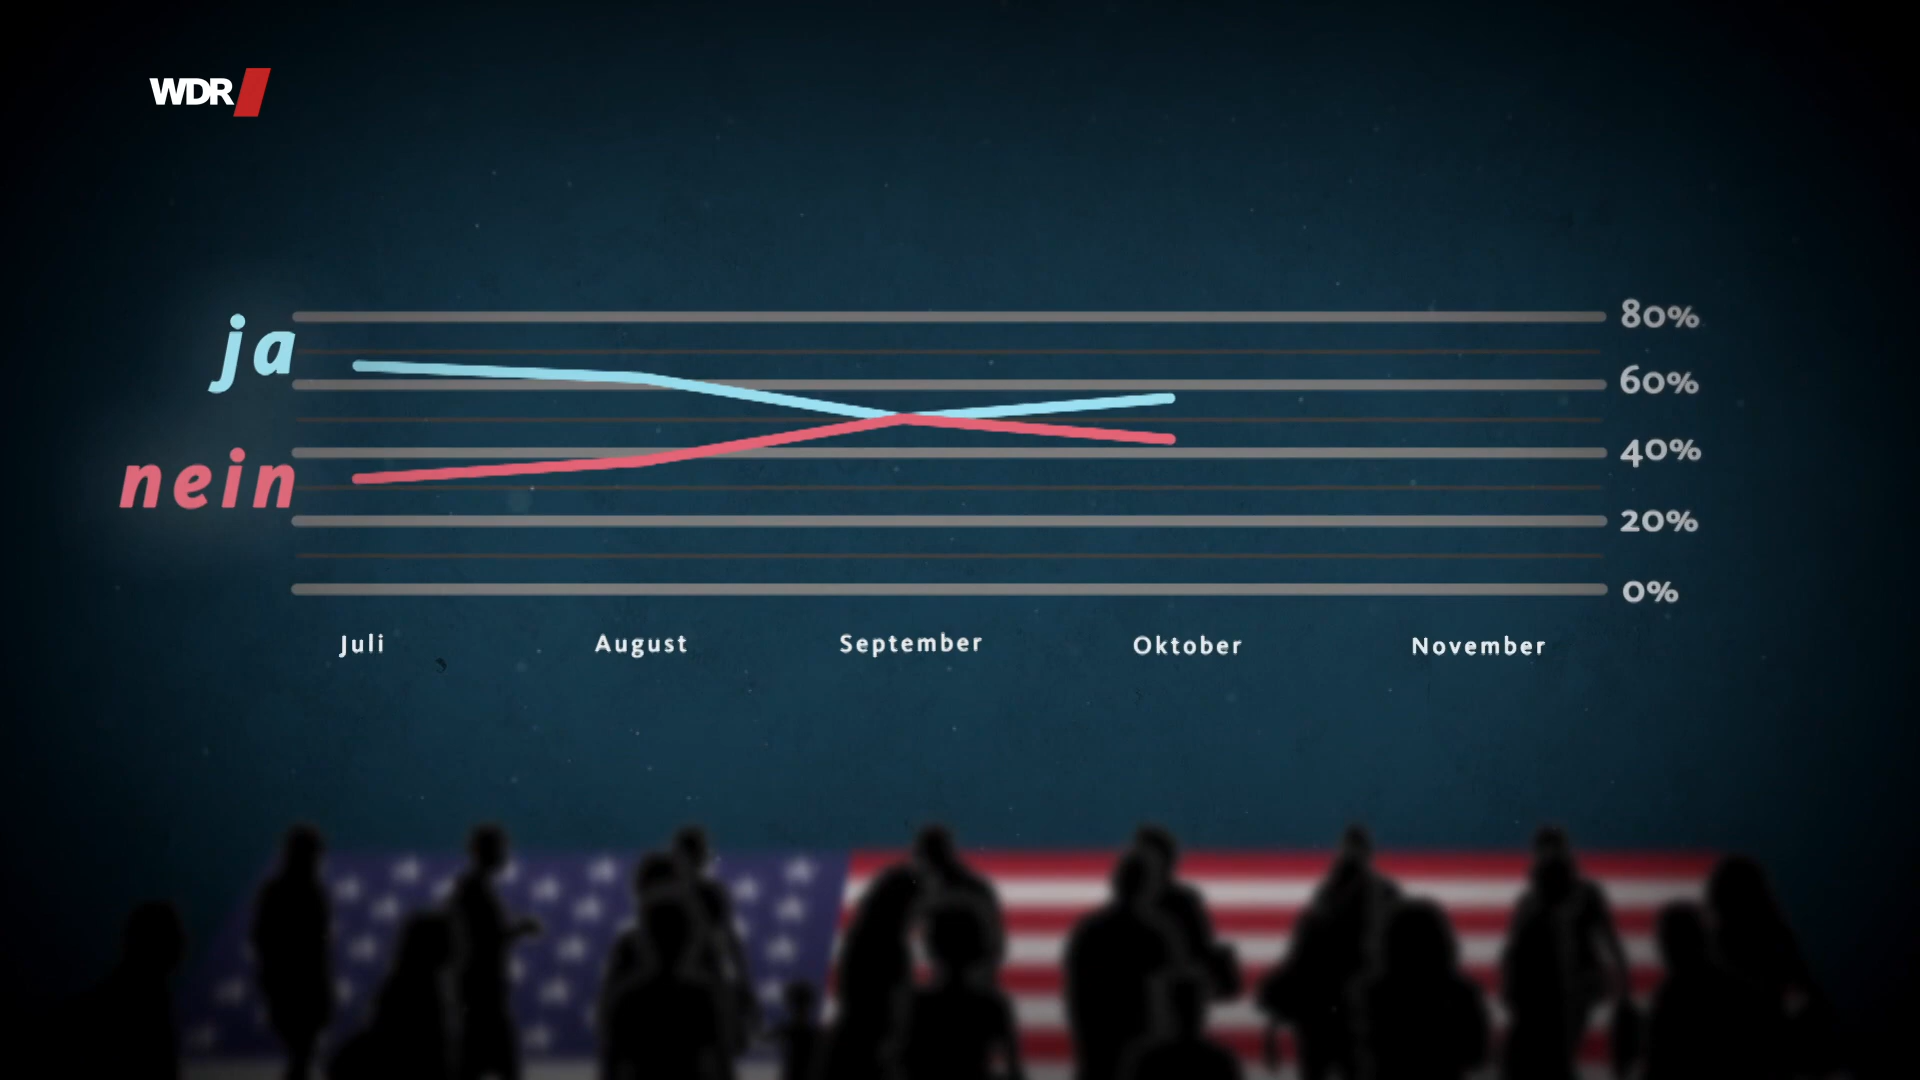 WDR
80%
ja
60%
40%
nein
20%
0%
Juli August September Oktober November